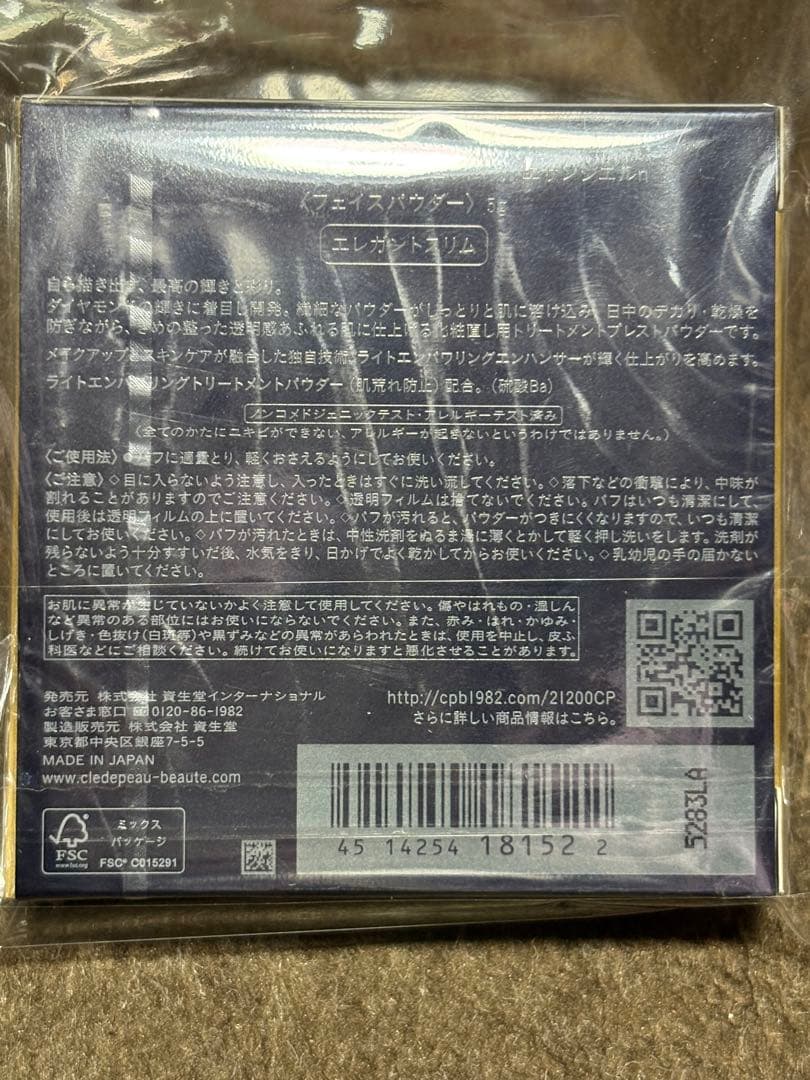 エッサンシエルn
〈フェイスパウダー〉 5g
エレガントスリム
自ら描き出す、最高の輝きと彩り。
ダイヤモンドの輝きに着目し開発。繊細なパウダーがしっとりと肌に溶け込み、日中のテカリ・乾燥を
防ぎながら、きめの整った透明感あふれる肌に仕上げる化粧直し用トリートメントプレストパウダーです。
メイクアップとスキンケアが融合した独自技術、ライトエンパワリングエンハンサーが輝く仕上がりを高めます。
ライトエンパワリングトリートメントパウダー（肌荒れ防止）配合。（硫酸Ba）
ノンコメドジェニックテスト・アレルギーテスト済み
（全てのかたにニキビができない、アレルギーが起きないというわけではありません。）
〈ご使用法〉●パフに適量とり、軽くおさえるようにしてお使いください。
〈ご注意〉◇目に入らないよう注意し、入ったときはすぐに洗い流してください。◇落下などの衝撃により、中味が
割れることがありますのでご注意ください。◇透明フィルムは捨てないでください。パフはいつも清潔にして、
使用後は透明フィルムの上に置いてください。◇パフが汚れると、パウダーがつきにくくなりますので、いつも清潔
にしてお使いください。◇パフが汚れたときは、中性洗剤をぬるま湯に薄くとかして軽く押し洗いをします。洗剤が
残らないよう十分すすいだ後、水気をきり、日かげでよく乾かしてからお使いください。◇乳幼児の手の届かない
ところに置いてください。
お肌に異常が生じていないかよく注意して使用してください。傷やはれもの・湿しん
など異常のある部位にはお使いにならないでください。また、赤み・はれ・かゆみ・
しげき・色抜け(白斑等)や黒ずみなどの異常があらわれたときは、使用を中止し、皮ふ
科医などにご相談ください。続けてお使いになりますと悪化させることがあります。
発売元 株式会社 資生堂インターナショナル
お客さま窓口 0120-86-1982
製造販売元 株式会社 資生堂
東京都中央区銀座7-5-5
MADE IN JAPAN
www.cledepeau-beaute.com
http://cpb1982.com/21200CP
さらに詳しい商品情報はこちら。
FSC
www.fsc.org
ミックス
パッケージ
FSC® C015291
4514254 18152 2
5283LA